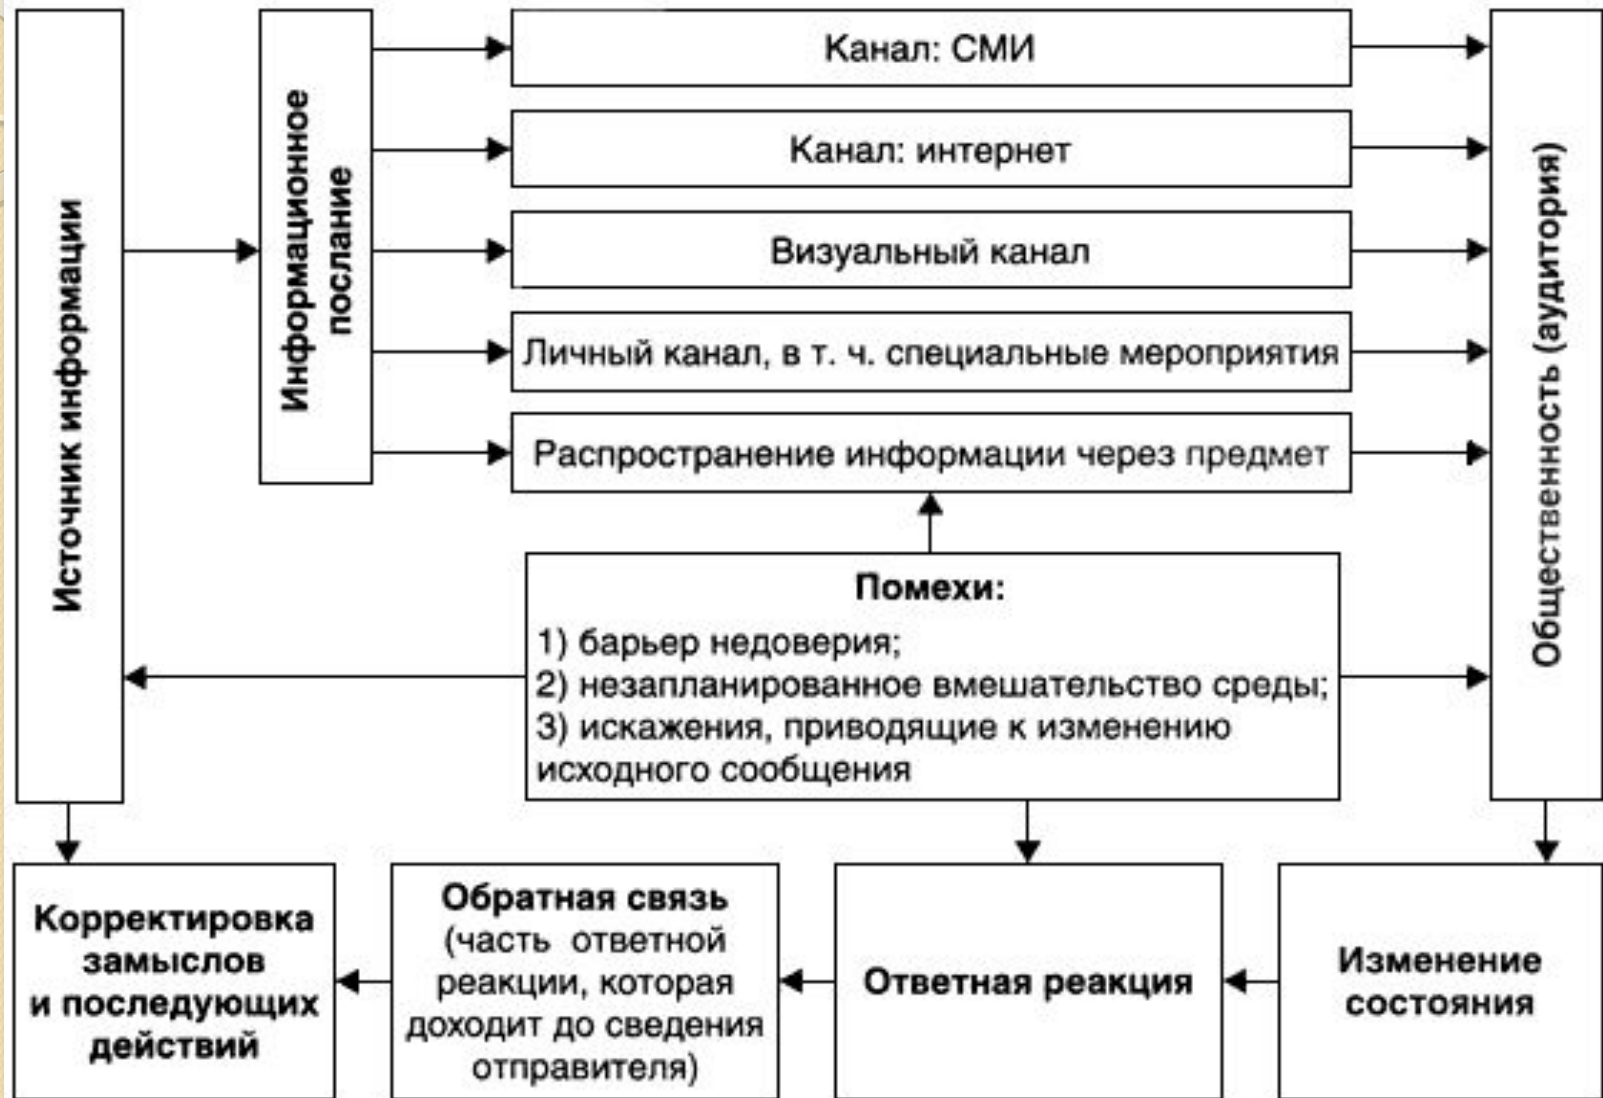 Источник информации
Информационное
послание
Канал: СМИ
Канал: интернет
Визуальный канал
Личный канал, в т. ч. специальные мероприятия
Распространение информации через предмет
Общественность (аудитория)
Помехи:
1) барьер недоверия;
2) незапланированное вмешательство среды;
3) искажения, приводящие к изменению
исходного сообщения
Корректировка
замыслов
и последующих
действий
Обратная связь
(часть ответной
реакции, которая
доходит до сведения
отправителя)
Ответная реакция
Изменение
состояния